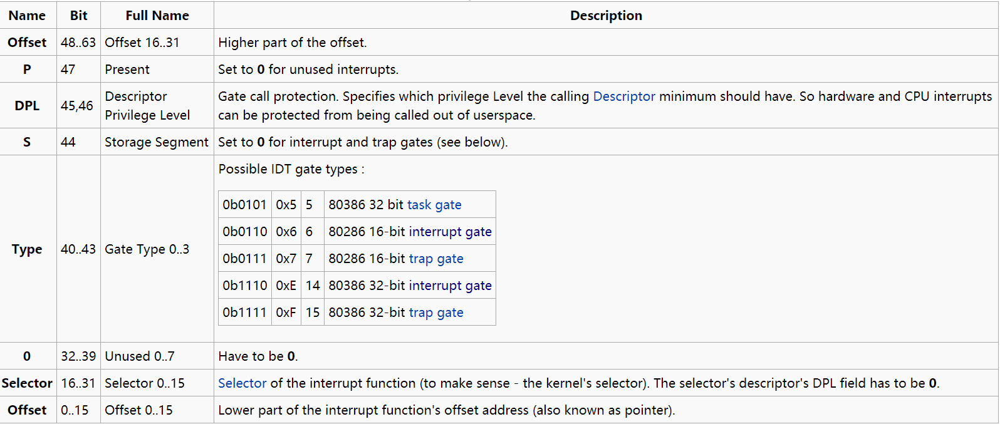 Name Bit Full Name Description
Offset 48..63 Offset 16..31 Higher part of the offset.
P 47 Present Set to 0 for unused interrupts.
DPL 45,46 Descriptor Privilege Level Gate call protection. Specifies which privilege Level the calling Descriptor minimum should have. So hardware and CPU interrupts
can be protected from being called out of userspace.
S 44 Storage Segment Set to 0 for interrupt and trap gates (see below).
Type 40..43 Gate Type 0..3 Possible IDT gate types :
0b0101 0x5 5 80386 32 bit task gate
0b0110 0x6 6 80286 16-bit interrupt gate
0b0111 0x7 7 80286 16-bit trap gate
0b1110 0xE 14 80386 32-bit interrupt gate
0b1111 0xF 15 80386 32-bit trap gate
0 32..39 Unused 0..7 Have to be 0.
Selector 16..31 Selector 0..15 Selector of the interrupt function (to make sense - the kernel's selector). The selector's descriptor's DPL field has to be 0.
Offset 0..15 Offset 0..15 Lower part of the interrupt function's offset address (also known as pointer).